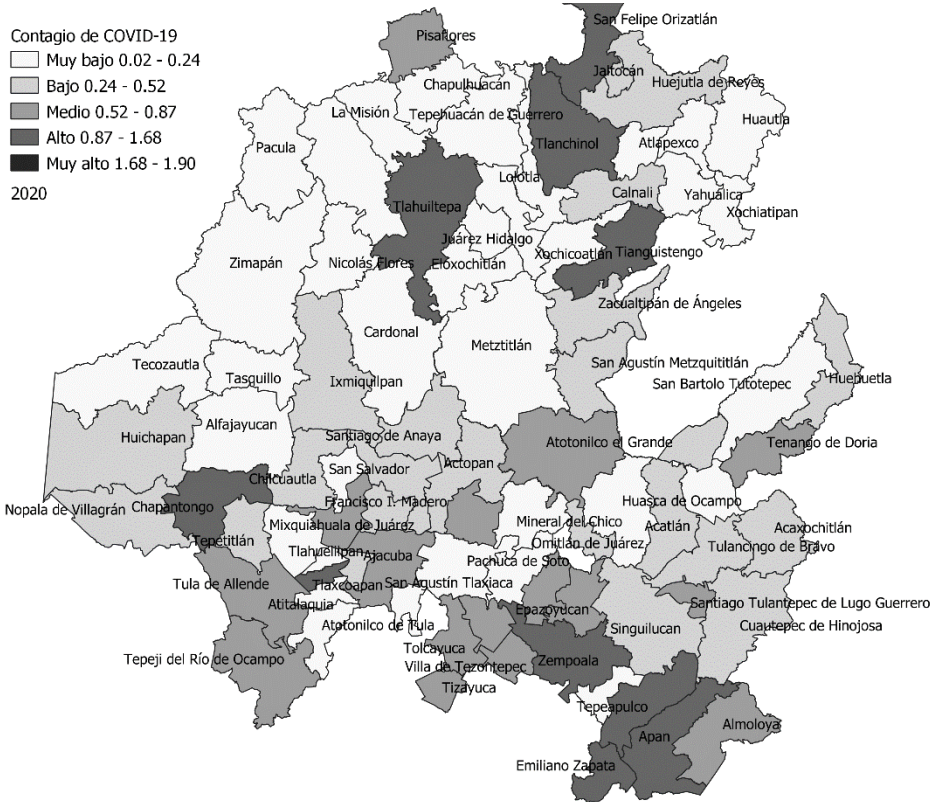 Contagio de COVID-19
Muy bajo 0.02 - 0.24
Bajo 0.24 - 0.52
Medio 0.52 - 0.87
Alto 0.87 - 1.68
Muy alto 1.68 - 1.90
2020
San Felipe Orizatlán
Pisaflores
Jaltocán
Huejutla de Reyes
Chapulhuacán
La Misión
Tepehuacán de Guerrero
Huautla
Pacula
Tlanchinol
Atlapexco
Lolotla
Calnali
Yahualica
Tlahuiltepa
Xochiatipan
Juárez Hidalgo
Xochicoatlán
Tianguistengo
Zimapán
Nicolás Flores
Eloxochitlán
Zacualtipán de Ángeles
Cardonal
Metztitlán
Tecozautla
San Agustín Metzquititlán
Tasquillo
Ixmiquilpan
San Bartolo Tutotepec
Huehuetla
Alfajayucan
Huichapan
Santiago de Anaya
Atotonilco el Grande
Tenango de Doria
San Salvador
Actopan
Chilcuautla
Nopala de Villagrán
Chapantongo
Francisco I. Madero
Huasca de Ocampo
Mixquiahuala de Juárez
Mineral del Chico
Acatlán
Acaxochitlán
Tepetitlán
Omitlán de Juárez
Tulancingo de Bravo
Tlahuelilpan
Ajacuba
Pachuca de Soto
Tula de Allende
Tlaxcoapan
San Agustín Tlaxiaca
Atitalaquia
Epazoyucan
Santiago Tulantepec de Lugo Guerrero
Atotonilco de Tula
Singuilucan
Cuautepec de Hinojosa
Tolcayuca
Tepeji del Río de Ocampo
Villa de Tezontepec
Zempoala
Tizayuca
Tepeapulco
Almoloya
Apan
Emiliano Zapata